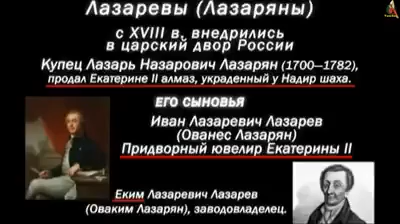 Лазаревы (Лазаряны)
с XVIII в. внедрились
в царский двор России
Купец Лазарь Назарович Лазарян (1700—1782),
продал Екатерине II алмаз, украденный у Надир шаха.
ЕГО СЫНОВЬЯ
Иван Лазаревич Лазарев
(Ованес Лазарян)
Придворный ювелир Екатерины II
Еким Лазаревич Лазарев
(Оваким Лазарян), заводовладелец.